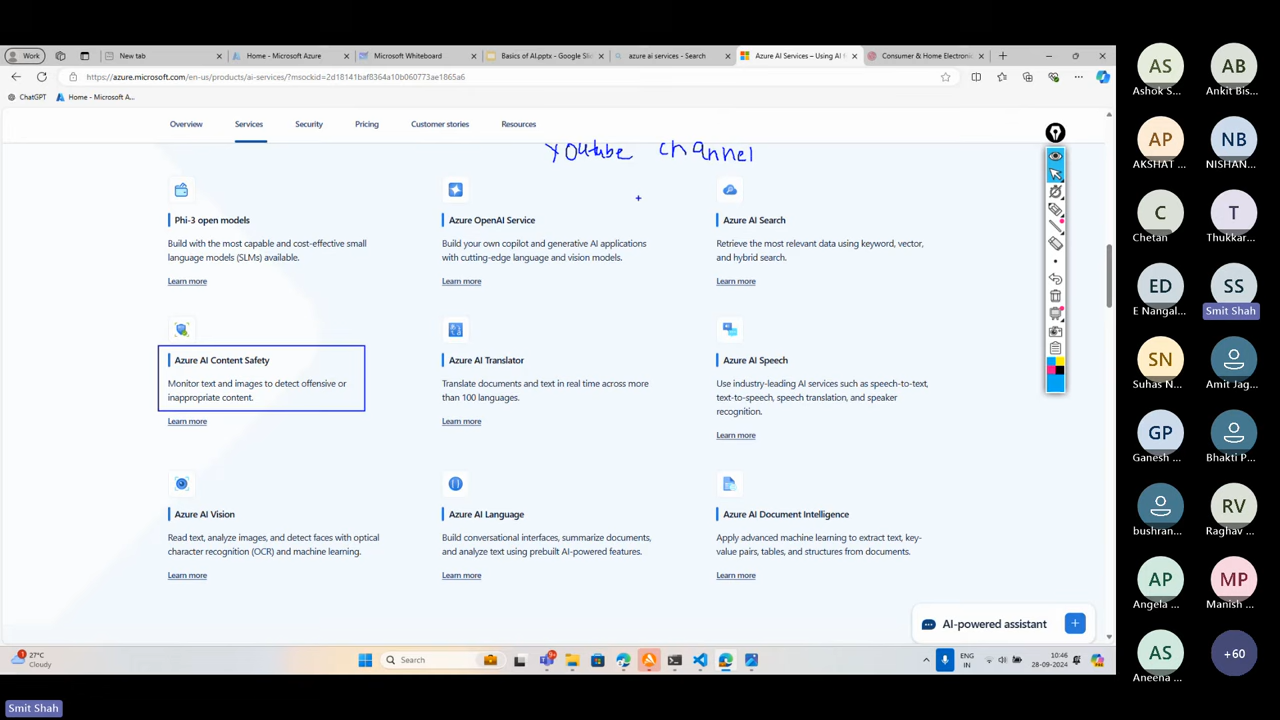 Work
New tab
Home - Microsoft Azure
Microsoft Whiteboard
Basics of AI.pptx - Google Sli
azure ai services - Search
Azure AI Services – Using AI
Consumer & Home Electroni
https://azure.microsoft.com/en-us/products/ai-services/?msockid=2d18141baf8364a10b060773ae1865a6
ChatGPT
Home - Microsoft A...
Overview
Services
Security
Pricing
Customer stories
Resources
Youtube channel
Phi-3 open models
Build with the most capable and cost-effective small
language models (SLMs) available.
Learn more
Azure OpenAI Service
Build your own copilot and generative AI applications
with cutting-edge language and vision models.
Learn more
Azure AI Search
Retrieve the most relevant data using keyword, vector,
and hybrid search.
Learn more
Azure AI Content Safety
Monitor text and images to detect offensive or
inappropriate content.
Learn more
Azure AI Translator
Translate documents and text in real time across more
than 100 languages.
Learn more
Azure AI Speech
Use industry-leading AI services such as speech-to-text,
text-to-speech, speech translation, and speaker
recognition.
Learn more
Azure AI Vision
Read text, analyze images, and detect faces with optical
character recognition (OCR) and machine learning.
Learn more
Azure AI Language
Build conversational interfaces, summarize documents,
and analyze text using prebuilt AI-powered features.
Learn more
Azure AI Document Intelligence
Apply advanced machine learning to extract text, key-
value pairs, tables, and structures from documents.
Learn more
AI-powered assistant
27°C
Cloudy
Search
ENG
IN
10:46
28-09-2024
AS
Ashok S...
AB
Ankit Bis...
AP
AKSHAT ...
NB
NISHAN...
C
Chetan
T
Thukkar...
ED
E Nangal...
SS
Smit Shah
SN
Suhas N...
Amit Jag...
GP
Ganesh ...
Bhakti P...
bushran...
RV
Raghav ...
AP
Angela ...
MP
Manish ...
AS
Aneena ...
+60
Smit Shah